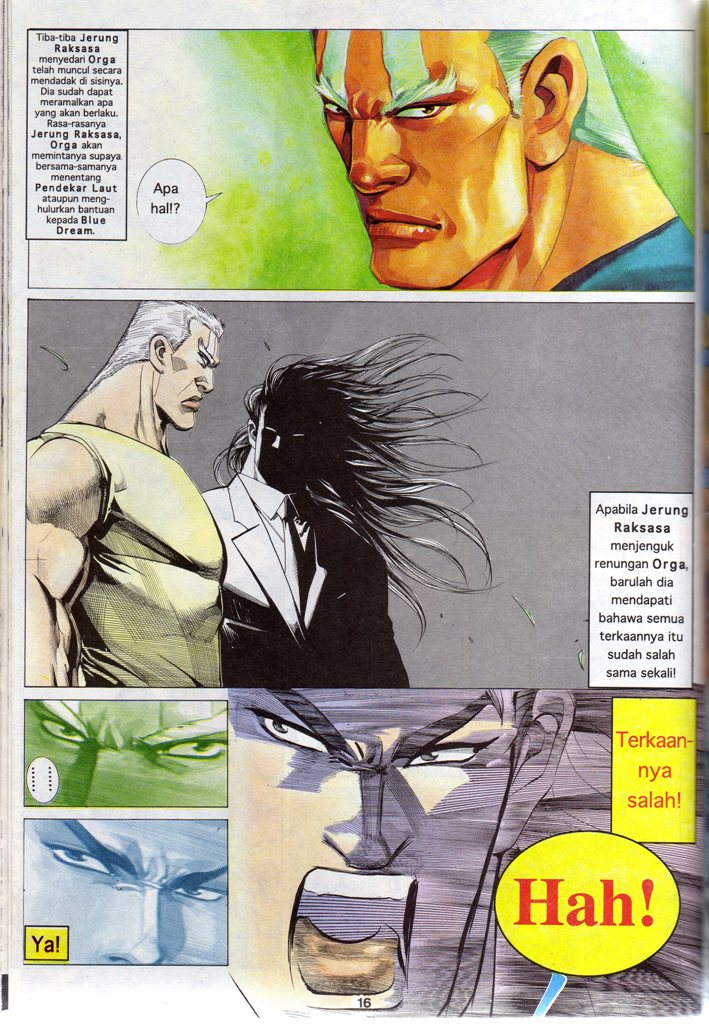 Tiba-tiba Jerung
Raksasa
menyedari Orga
telah muncul secara
mendadak di sisinya.
Dia sudah dapat
meramalkan apa
yang akan berlaku.
Rasa-rasanya
Jerung Raksasa,
Orga akan
memintanya supaya
bersama-samanya
menentang
Pendekar Laut
ataupun meng-
hulurkan bantuan
kepada Blue
Dream.
Apa
hal!?
Apabila Jerung
Raksasa
menjenguk
renungan Orga,
barulah dia
mendapati
bahawa semua
terkaannya itu
sudah salah
sama sekali!
Terkaan-
nya
salah!
Ya!
Hah!
16